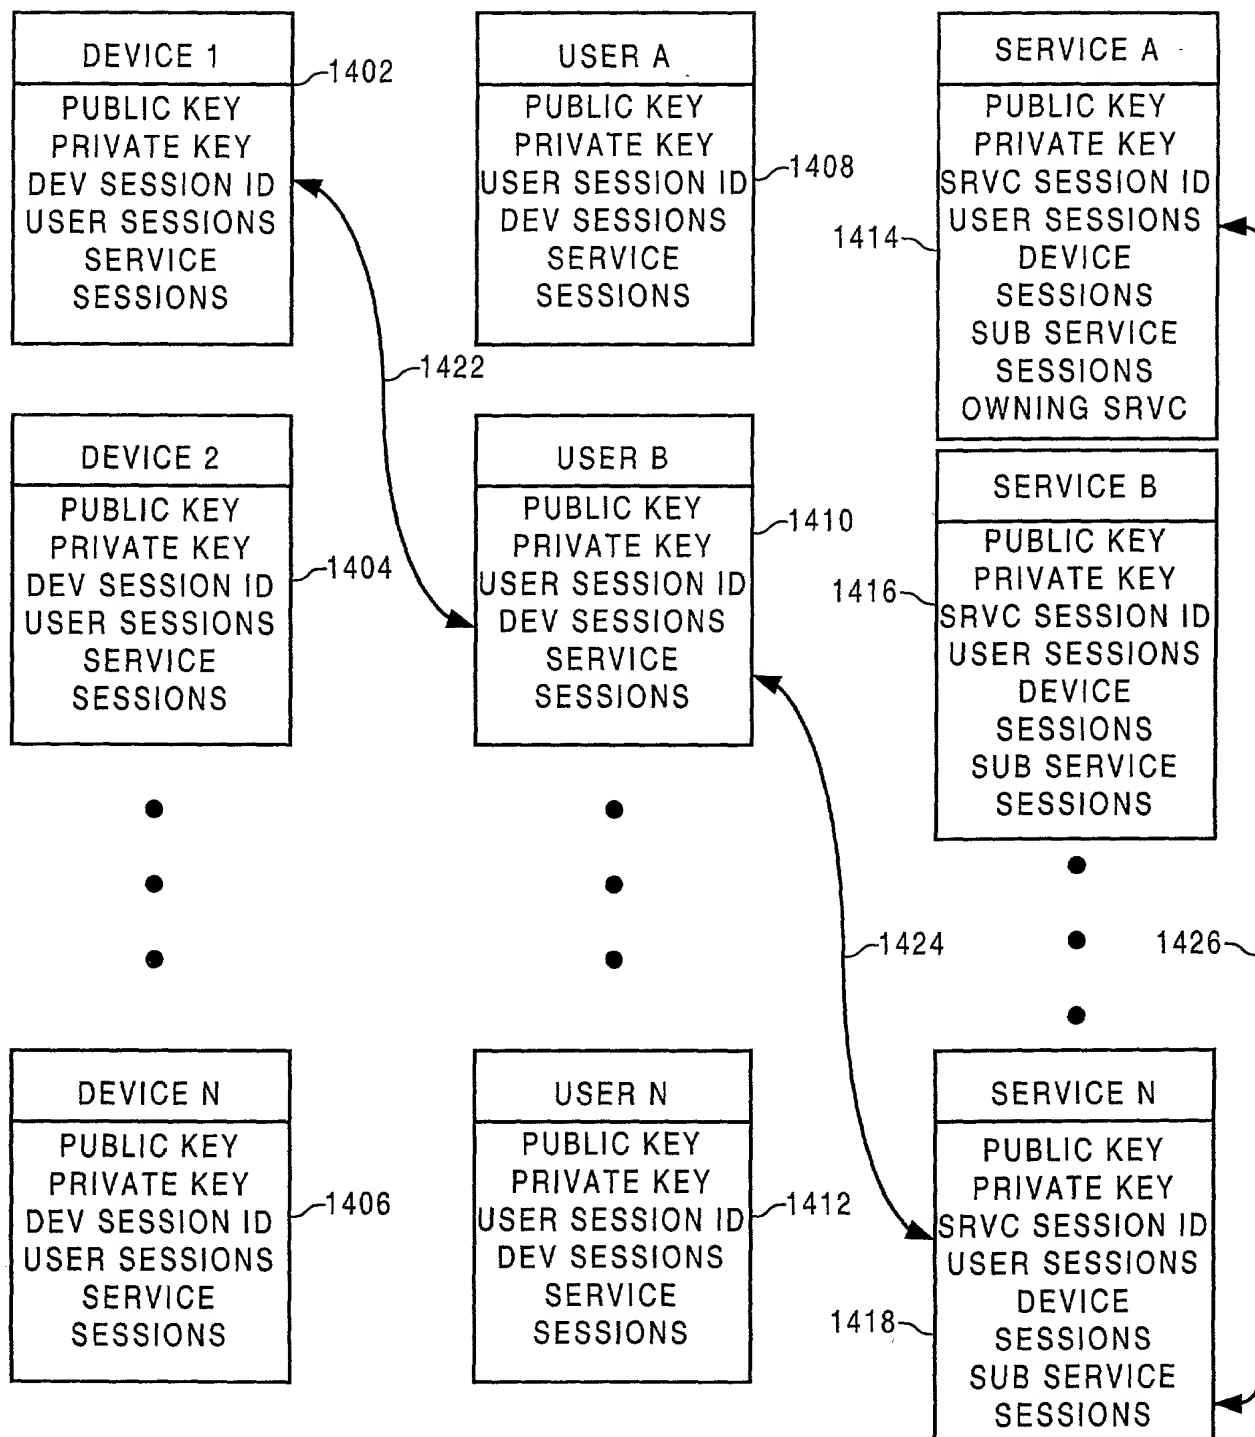 DEVICE 1
1402
PUBLIC KEY
PRIVATE KEY
DEV SESSION ID
USER SESSIONS
SERVICE
SESSIONS
USER A
PUBLIC KEY
PRIVATE KEY
USER SESSION ID
DEV SESSIONS
SERVICE
SESSIONS
1408
SERVICE A
PUBLIC KEY
PRIVATE KEY
SRVC SESSION ID
USER SESSIONS
DEVICE
SESSIONS
SUB SERVICE
SESSIONS
OWNING SRVC
1414
1422
DEVICE 2
PUBLIC KEY
PRIVATE KEY
DEV SESSION ID
USER SESSIONS
SERVICE
SESSIONS
1404
USER B
PUBLIC KEY
PRIVATE KEY
USER SESSION ID
DEV SESSIONS
SERVICE
SESSIONS
1410
SERVICE B
PUBLIC KEY
PRIVATE KEY
SRVC SESSION ID
USER SESSIONS
DEVICE
SESSIONS
SUB SERVICE
SESSIONS
1416
1424
1426
DEVICE N
PUBLIC KEY
PRIVATE KEY
DEV SESSION ID
USER SESSIONS
SERVICE
SESSIONS
1406
USER N
PUBLIC KEY
PRIVATE KEY
USER SESSION ID
DEV SESSIONS
SERVICE
SESSIONS
1412
SERVICE N
PUBLIC KEY
PRIVATE KEY
SRVC SESSION ID
USER SESSIONS
DEVICE
SESSIONS
SUB SERVICE
SESSIONS
1418